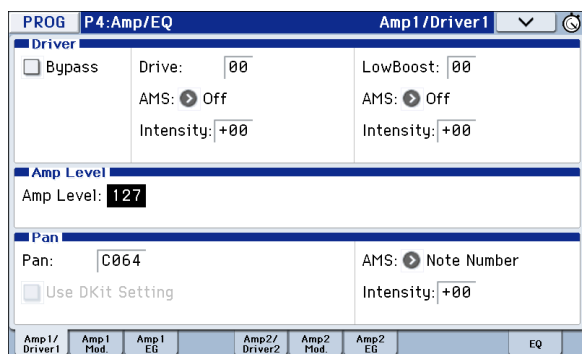 PROG P4:Amp/EQ Amp1/Driver1
Driver
Bypass Drive: 00 LowBoost: 00
AMS: Off AMS: Off
Intensity: +00 Intensity: +00
Amp Level
Amp Level: 127
Pan
Pan: C064 AMS: Note Number
Use DKit Setting Intensity: +00
Amp1/ Driver1 Amp1 Mod. Amp1 EG Amp2/ Driver2 Amp2 Mod. Amp2 EG EQ